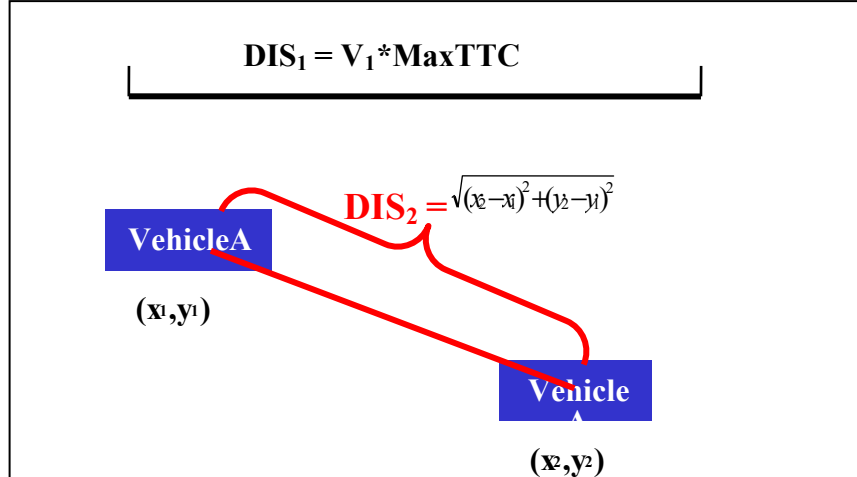 DIS₁ = V₁*MaxTTC
DIS₂ = √(x₂−x₁)²+(y₂−y₁)²
VehicleA
(x₁,y₁)
Vehicle
A
(x₂,y₂)